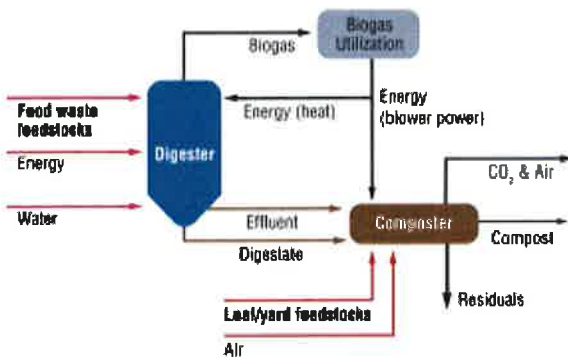 Biogas
Utilization
Biogas
Food waste
feedstocks
Energy (heat)
Energy
(blower power)
Digester
Energy
CO₂ & Air
Water
Effluent
Composter
Compost
Digestate
Leaf/yard feedstocks
Residuals
Air